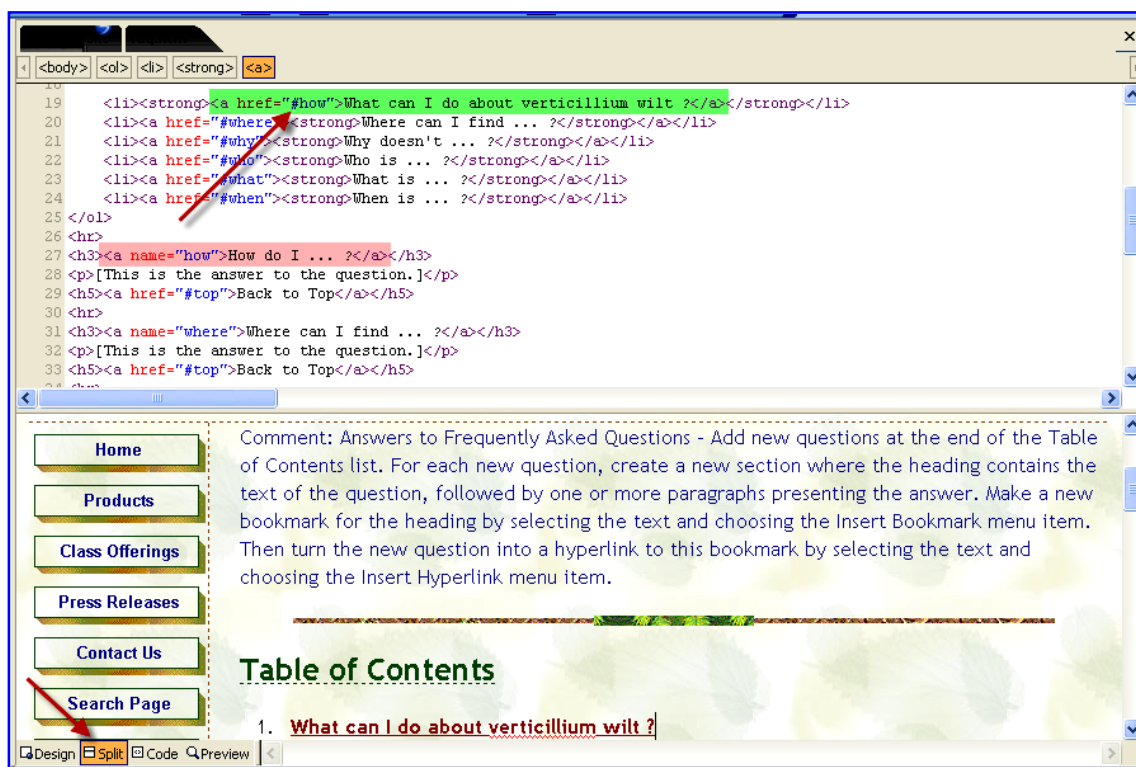 <body> <ol> <li> <strong> <a>
19 <li><strong><a href="#how">What can I do about verticillium wilt ?</a></strong></li>
20 <li><a href="#where"><strong>Where can I find ... ?</strong></a></li>
21 <li><a href="#why"><strong>Why doesn't ... ?</strong></a></li>
22 <li><a href="#who"><strong>Who is ... ?</strong></a></li>
23 <li><a href="#what"><strong>What is ... ?</strong></a></li>
24 <li><a href="#when"><strong>When is ... ?</strong></a></li>
25 </ol>
26 <hr>
27 <h3><a name="how">How do I ... ?</a></h3>
28 <p>[This is the answer to the question.]</p>
29 <h5><a href="#top">Back to Top</a></h5>
30 <hr>
31 <h3><a name="where">Where can I find ... ?</a></h3>
32 <p>[This is the answer to the question.]</p>
33 <h5><a href="#top">Back to Top</a></h5>
Home
Products
Class Offerings
Press Releases
Contact Us
Search Page
Comment: Answers to Frequently Asked Questions - Add new questions at the end of the Table
of Contents list. For each new question, create a new section where the heading contains the
text of the question, followed by one or more paragraphs presenting the answer. Make a new
bookmark for the heading by selecting the text and choosing the Insert Bookmark menu item.
Then turn the new question into a hyperlink to this bookmark by selecting the text and
choosing the Insert Hyperlink menu item.
Table of Contents
1. What can I do about verticillium wilt ?
Design Split Code Preview